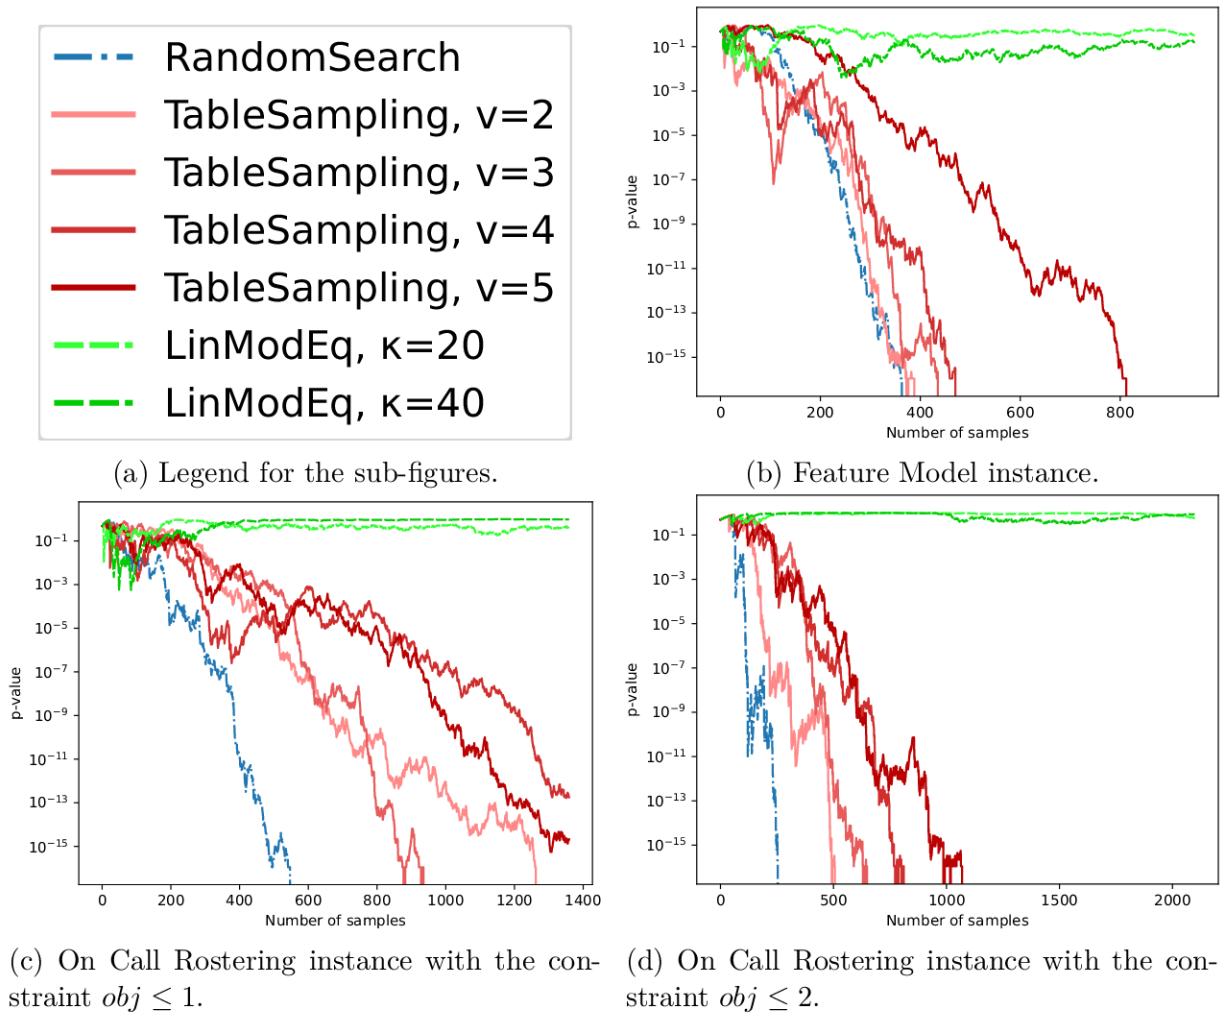 RandomSearch
TableSampling, v=2
TableSampling, v=3
TableSampling, v=4
TableSampling, v=5
LinModEq, κ=20
LinModEq, κ=40
(a) Legend for the sub-figures.
10⁻¹
10⁻³
10⁻⁵
10⁻⁷
10⁻⁹
10⁻¹¹
10⁻¹³
10⁻¹⁵
p-value
0 200 400 600 800
Number of samples
(b) Feature Model instance.
10⁻¹
10⁻³
10⁻⁵
10⁻⁷
10⁻⁹
10⁻¹¹
10⁻¹³
10⁻¹⁵
p-value
0 200 400 600 800 1000 1200 1400
Number of samples
(c) On Call Rostering instance with the con-
straint obj ≤ 1.
10⁻¹
10⁻³
10⁻⁵
10⁻⁷
10⁻⁹
10⁻¹¹
10⁻¹³
10⁻¹⁵
p-value
0 500 1000 1500 2000
Number of samples
(d) On Call Rostering instance with the con-
straint obj ≤ 2.